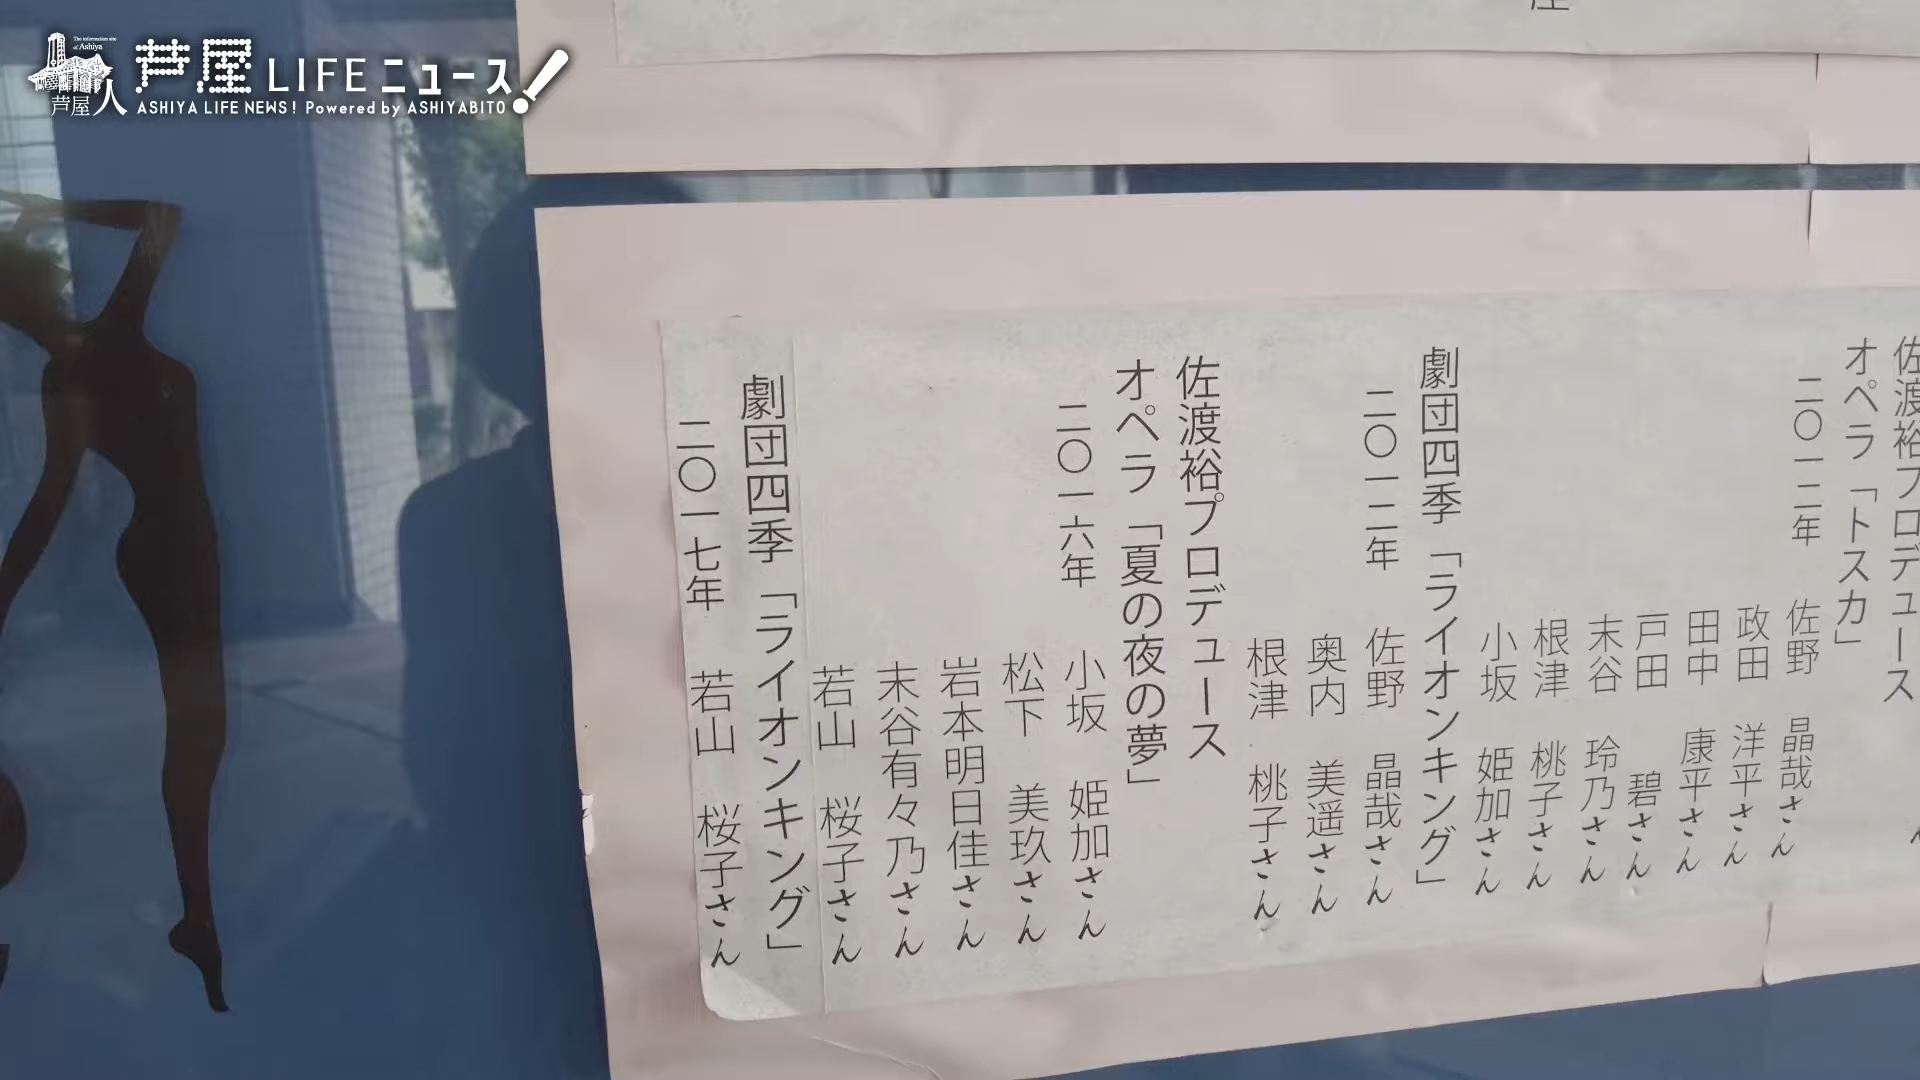 The information site
of Ashiya
芦屋人
芦屋 LIFE ニュース!
ASHIYA LIFE NEWS! Powered by ASHIYABITO
佐渡裕プロデュース
オペラ「トスカ」
二〇一二年 佐野 晶哉さん
政田 洋平さん
田中 康平さん
戸田 碧さん
末谷 玲乃さん
根津 桃子さん
小坂 姫加さん
劇団四季「ライオンキング」
二〇一二年 佐野 晶哉さん
奥内 美遥さん
根津 桃子さん
佐渡裕プロデュース
オペラ「夏の夜の夢」
二〇一六年 小坂 姫加さん
松下 美玖さん
岩本明日佳さん
末谷有々乃さん
若山 桜子さん
劇団四季「ライオンキング」
二〇一七年 若山 桜子さん